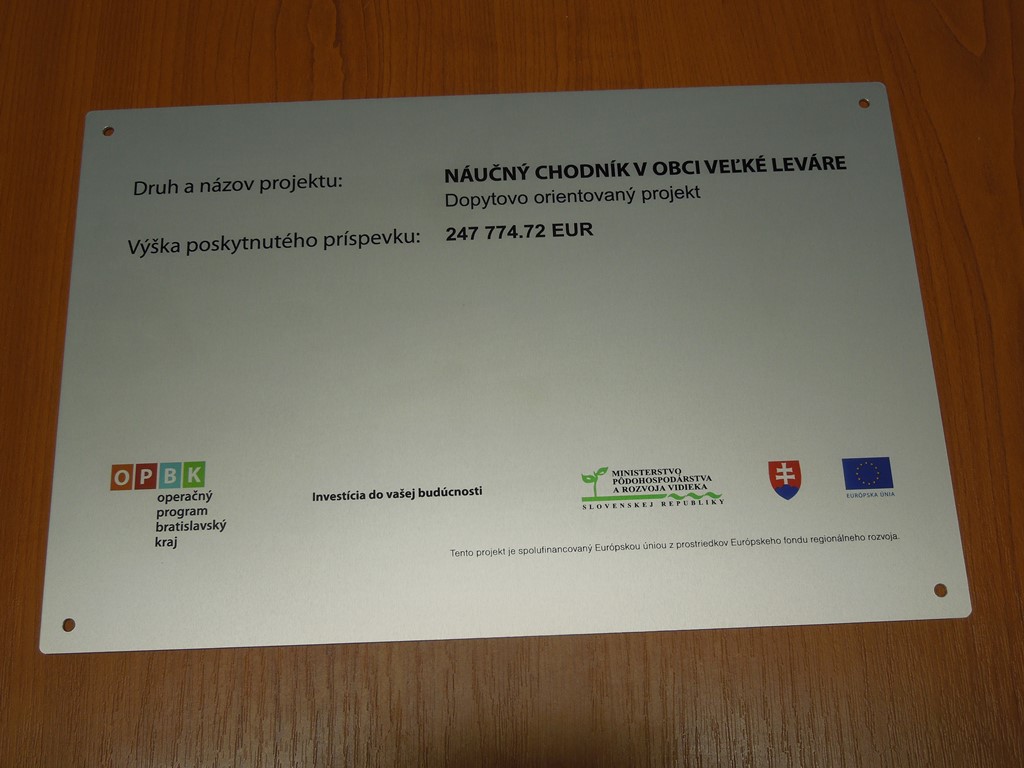 Druh a názov projektu:
NÁUČNÝ CHODNÍK V OBCI VEĽKÉ LEVÁRE
Dopytovo orientovaný projekt
Výška poskytnutého príspevku:
247 774.72 EUR
OPBK
operačný
program
bratislavský
kraj
Investícia do vašej budúcnosti
MINISTERSTVO
PÔDOHOSPODÁRSTVA
A ROZVOJA VIDIEKA
SLOVENSKEJ REPUBLIKY
EURÓPSKA ÚNIA
Tento projekt je spolufinancovaný Európskou úniou z prostriedkov Európskeho fondu regionálneho rozvoja.